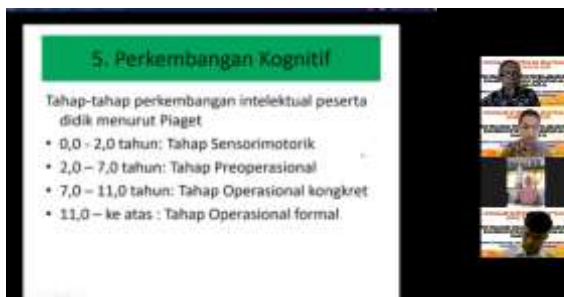 5. Perkembangan Kognitif
Tahap-tahap perkembangan intelektual peserta
didik menurut Piaget
• 0,0 - 2,0 tahun: Tahap Sensorimotorik
• 2,0 – 7,0 tahun: Tahap Preoperasional
• 7,0 – 11,0 tahun: Tahap Operasional kongkret
• 11,0 – ke atas : Tahap Operasional formal